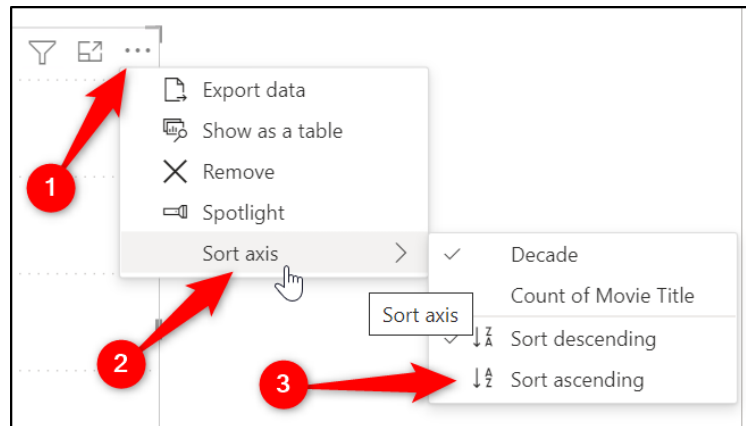 1
Export data
Show as a table
Remove
Spotlight
Sort axis
2
Decade
Count of Movie Title
Sort axis
Z
A
Sort descending
3
A
Z
Sort ascending